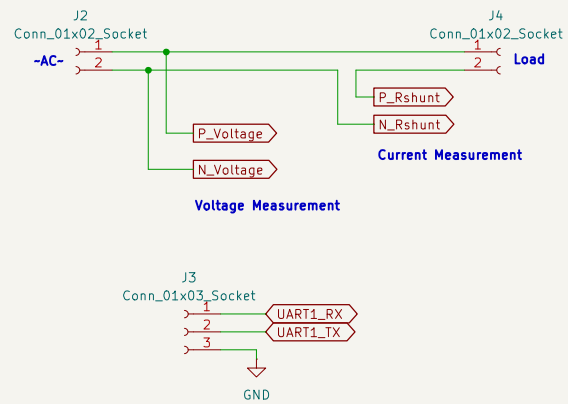 J2
Conn_01x02_Socket
1
2
~AC~
J4
Conn_01x02_Socket
1
2
Load
P_Rshunt
N_Rshunt
Current Measurement
P_Voltage
N_Voltage
Voltage Measurement
J3
Conn_01x03_Socket
1
2
3
UART1_RX
UART1_TX
GND